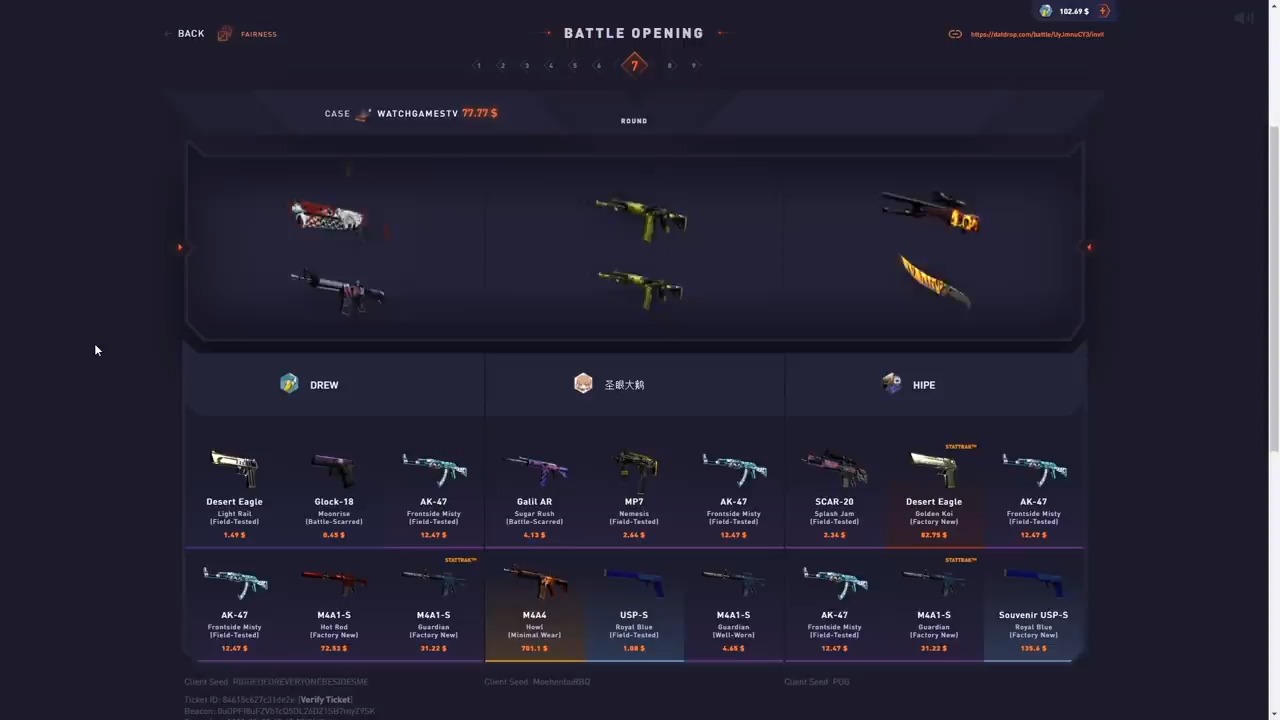 102.69 $
BACK
FAIRNESS
BATTLE OPENING
1 2 3 4 5 6 7 8 9
CASE WATCHGAMESTV 77.77 $
ROUND
DREW
圣眼大鹅
HIPE
STATTRAK™
Desert Eagle Glock-18 AK-47 Galil AR MP7 AK-47 SCAR-20 Desert Eagle AK-47
Light Rail Moonrise Frontside Misty Sugar Rush Nemesis Frontside Misty Splash Jam Golden Koi Frontside Misty
(Field-Tested) (Battle-Scarred) (Field-Tested) (Battle-Scarred) (Field-Tested) (Field-Tested) (Field-Tested) (Factory New) (Field-Tested)
1.49 $ 0.45 $ 12.47 $ 4.13 $ 2.64 $ 12.47 $ 2.34 $ 82.75 $ 12.47 $
STATTRAK™ STATTRAK™
AK-47 M4A1-S M4A1-S M4A4 USP-S M4A1-S AK-47 M4A1-S Souvenir USP-S
Frontside Misty Hot Rod Guardian Howl Royal Blue Guardian Frontside Misty Guardian Royal Blue
(Field-Tested) (Factory New) (Factory New) (Minimal Wear) (Field-Tested) (Well-Worn) (Field-Tested) (Factory New) (Factory New)
12.47 $ 72.53 $ 31.22 $ 701.1 $ 1.08 $ 4.65 $ 12.47 $ 31.22 $ 135.6 $
Client Seed: Client Seed: Client Seed: POG
Ticket ID: [Verify Ticket]
Beacon: